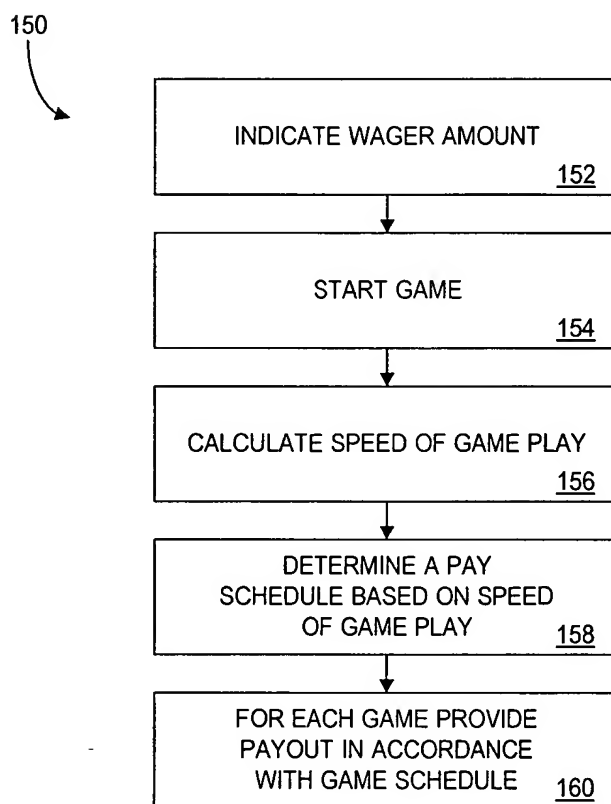 150
INDICATE WAGER AMOUNT
152
START GAME
154
CALCULATE SPEED OF GAME PLAY
156
DETERMINE A PAY
SCHEDULE BASED ON SPEED
OF GAME PLAY
158
FOR EACH GAME PROVIDE
PAYOUT IN ACCORDANCE
WITH GAME SCHEDULE
160